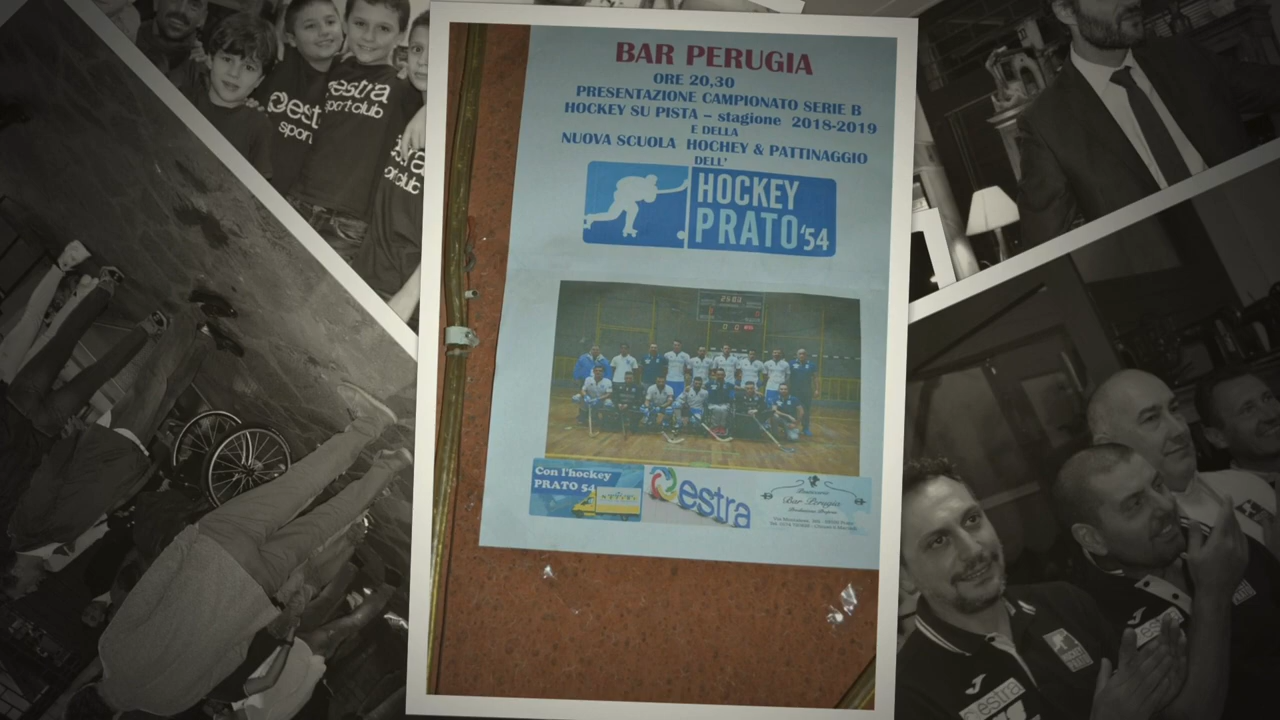 BAR PERUGIA
ORE 20,30
PRESENTAZIONE CAMPIONATO SERIE B
HOCKEY SU PISTA – stagione 2018-2019
E DELLA
NUOVA SCUOLA HOCHEY & PATTINAGGIO
DELL'
HOCKEY
PRATO '54
Con l'hockey
PRATO 54
estra
Bar Perugia
estra
sport club
estra